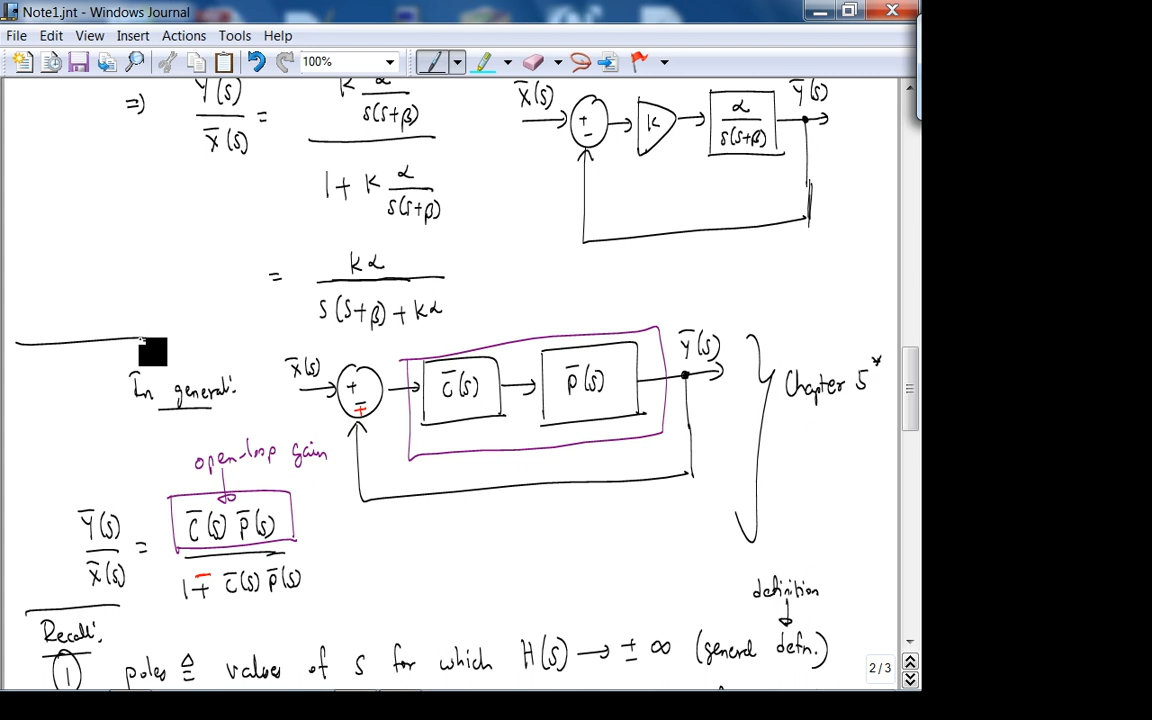 Note1.jnt - Windows Journal
File Edit View Insert Actions Tools Help
100%
=> Y̅(s) / X̅(s) = K α/(s(s+β)) / (1 + K α/(s(s+β)))
X̅(s) + - K α/(s(s+β)) Y̅(s)
= Kα / (s(s+β) + Kα)
In general:
X̅(s) + ∓ C̅(s) P̅(s) Y̅(s)
Chapter 5*
open-loop gain
Y̅(s) / X̅(s) = C̅(s) P̅(s) / (1 ∓ C̅(s) P̅(s))
definition
Recall:
① poles ≜ values of s for which H(s) → ± ∞ (general defn.)
2/3